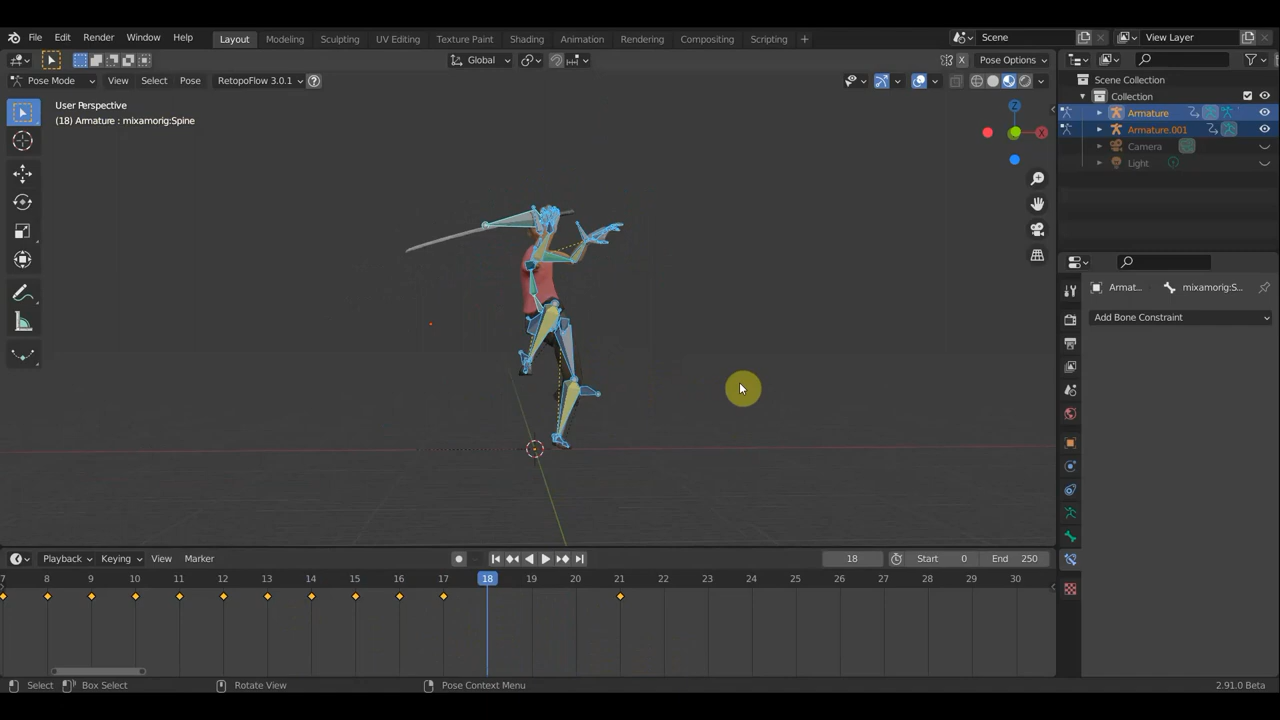 File Edit Render Window Help Layout Modeling Sculpting UV Editing Texture Paint Shading Animation Rendering Compositing Scripting + Scene View Layer
Global X Pose Options
Pose Mode View Select Pose RetopoFlow 3.0.1 ?
Scene Collection
Collection
Armature
Armature.001
Camera
Light
User Perspective
(18) Armature : mixamorig:Spine
Z
X
Armat... mixamorig:S...
Add Bone Constraint
Playback Keying View Marker 18 Start 0 End 250
7 8 9 10 11 12 13 14 15 16 17 18 19 20 21 22 23 24 25 26 27 28 29 30
Select Box Select Rotate View Pose Context Menu 2.91.0 Beta